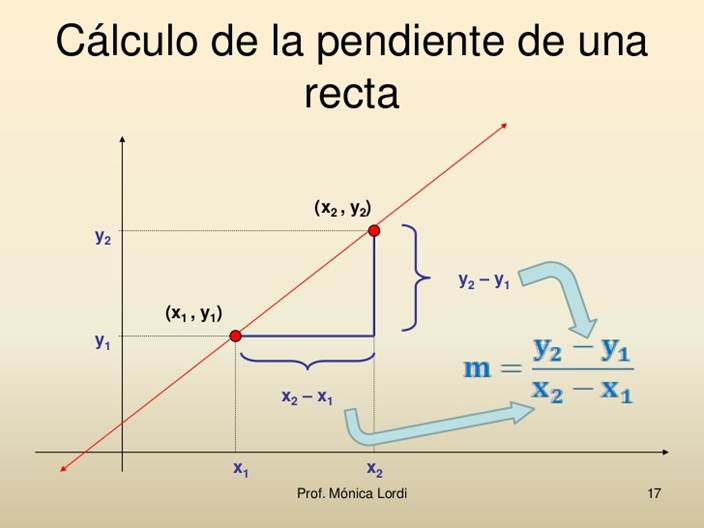 Cálculo de la pendiente de una
recta
(x₂ , y₂)
y₂
y₂ – y₁
(x₁ , y₁)
y₁
m = y₂ − y₁ / x₂ − x₁
x₂ – x₁
x₁
x₂
Prof. Mónica Lordi
17